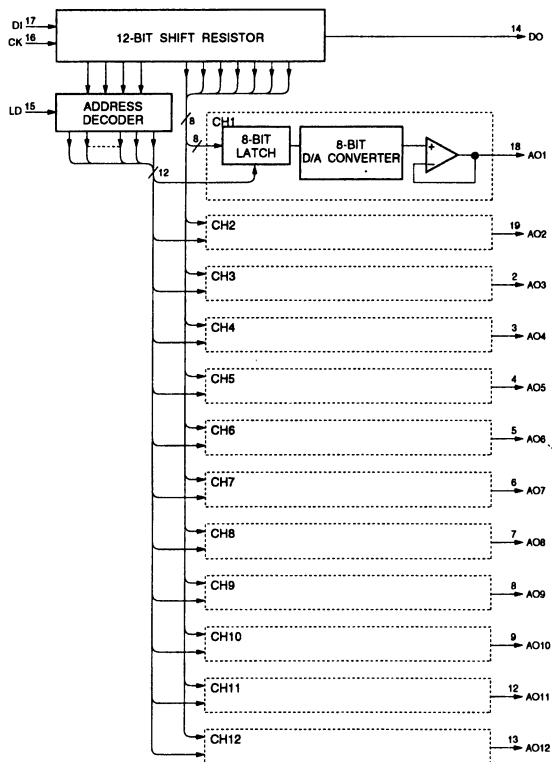 DI 17
CK 16
12-BIT SHIFT RESISTOR
14 DO
LD 15
ADDRESS
DECODER
8
8
12
CH1
8-BIT
LATCH
8-BIT
D/A CONVERTER
+
−
18 AO1
CH2
19 AO2
CH3
2 AO3
CH4
3 AO4
CH5
4 AO5
CH6
5 AO6
CH7
6 AO7
CH8
7 AO8
CH9
8 AO9
CH10
9 AO10
CH11
12 AO11
CH12
13 AO12